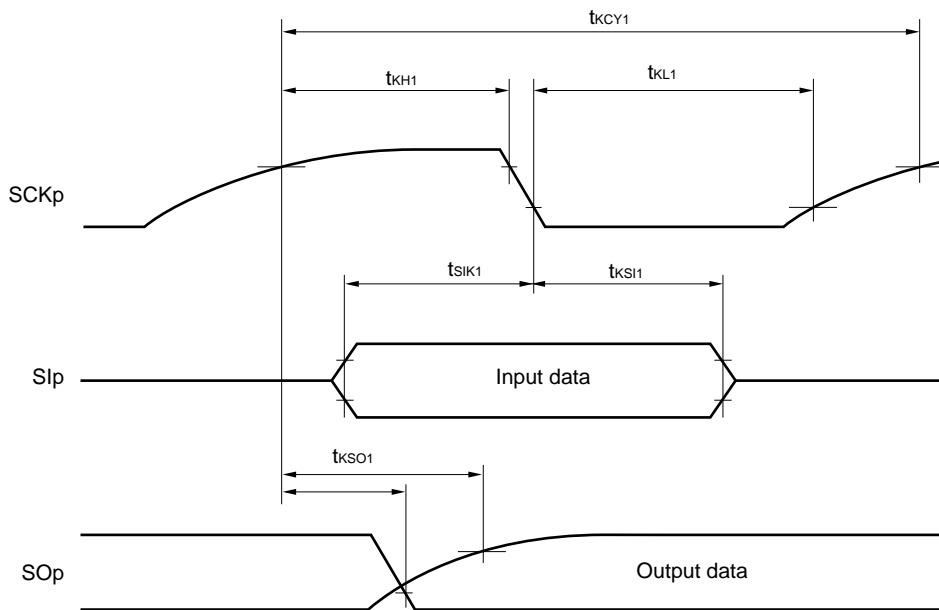 tKCY1
tKH1
tKL1
SCKp
tSIK1
tKSI1
SIp
Input data
tKSO1
SOp
Output data